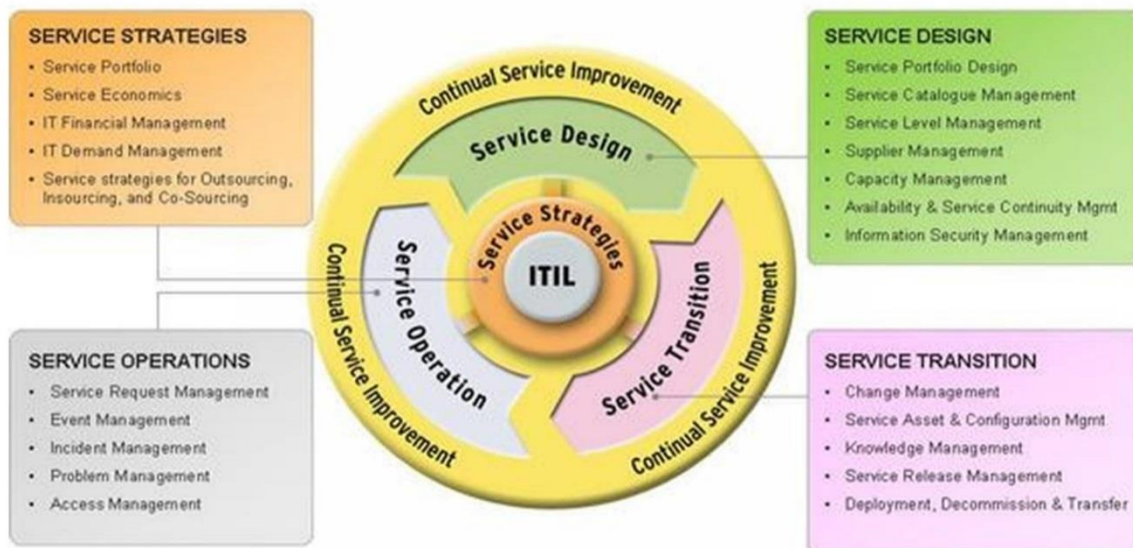 SERVICE STRATEGIES
• Service Portfolio
• Service Economics
• IT Financial Management
• IT Demand Management
• Service strategies for Outsourcing,
Insourcing, and Co-Sourcing
SERVICE OPERATIONS
• Service Request Management
• Event Management
• Incident Management
• Problem Management
• Access Management
Continual Service Improvement
Continual Service Improvement
Continual Service Improvement
Service Design
Service Transition
Service Operation
Service Strategies
ITIL
SERVICE DESIGN
• Service Portfolio Design
• Service Catalogue Management
• Service Level Management
• Supplier Management
• Capacity Management
• Availability & Service Continuity Mgmt
• Information Security Management
SERVICE TRANSITION
• Change Management
• Service Asset & Configuration Mgmt
• Knowledge Management
• Service Release Management
• Deployment, Decommission & Transfer